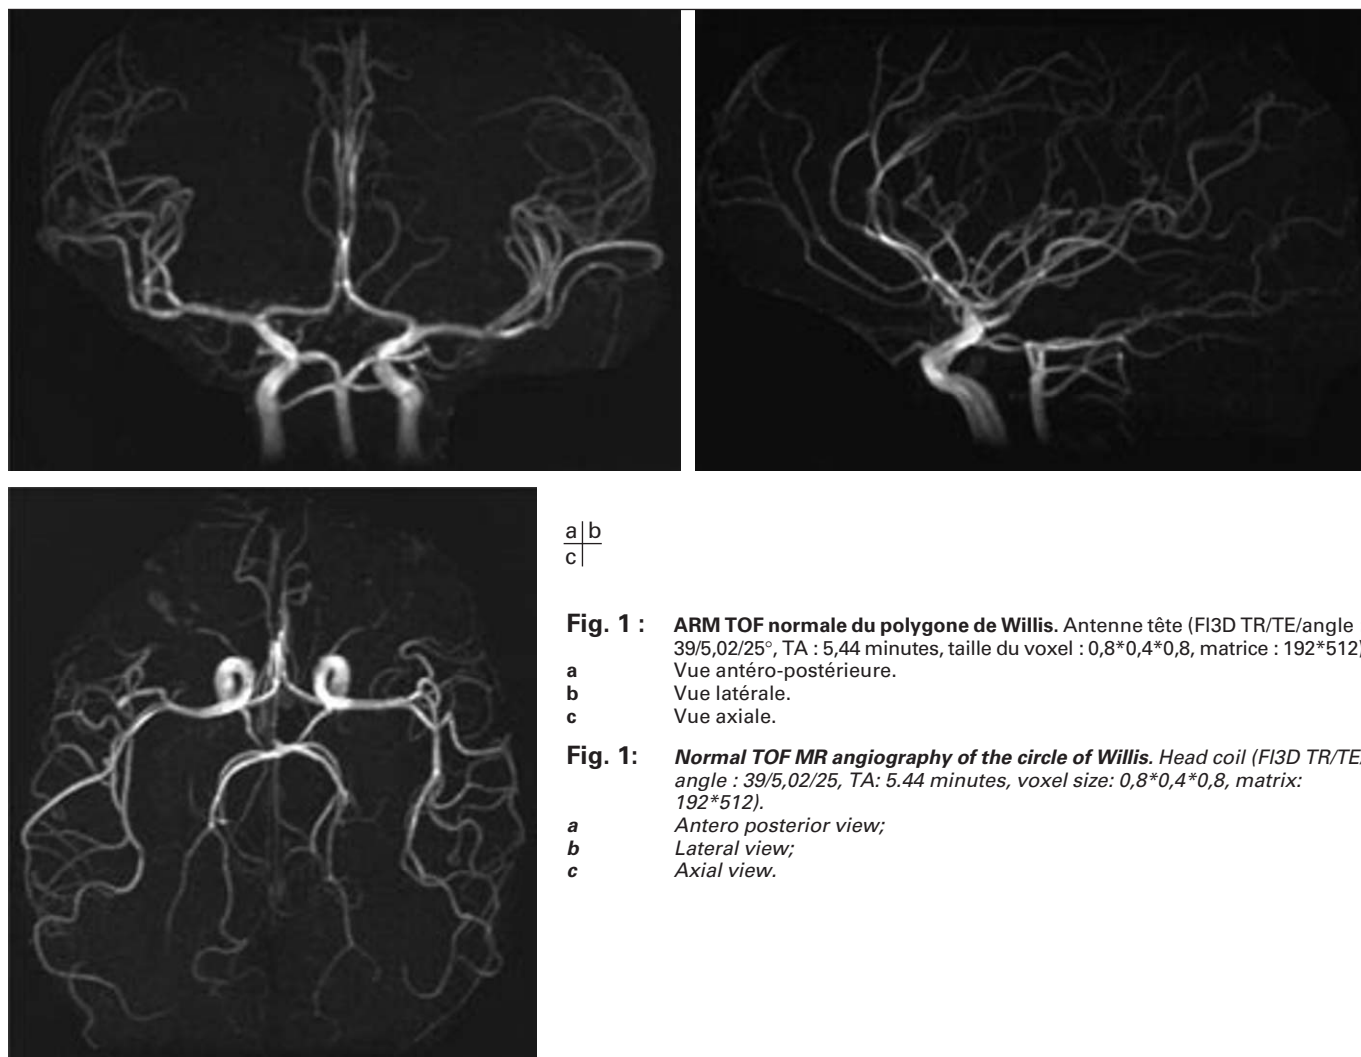 a b
c
Fig. 1 : ARM TOF normale du polygone de Willis. Antenne tête (FI3D TR/TE/angle
39/5,02/25°, TA : 5,44 minutes, taille du voxel : 0,8*0,4*0,8, matrice : 192*512)
a Vue antéro-postérieure.
b Vue latérale.
c Vue axiale.
Fig. 1: Normal TOF MR angiography of the circle of Willis. Head coil (FI3D TR/TE/
angle : 39/5,02/25, TA: 5.44 minutes, voxel size: 0,8*0,4*0,8, matrix:
192*512).
a Antero posterior view;
b Lateral view;
c Axial view.